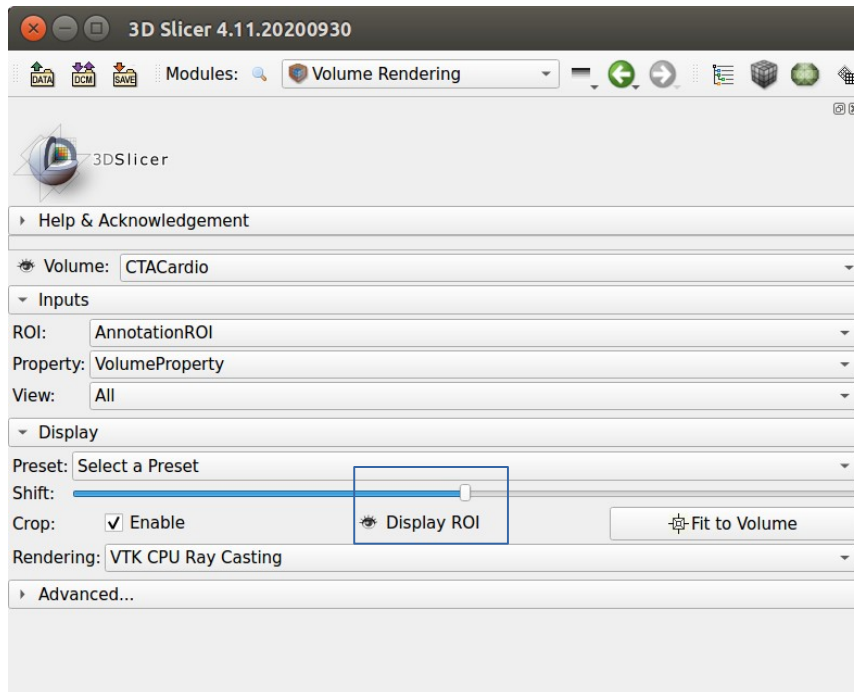 3D Slicer 4.11.20200930
DATA DCM SAVE Modules: Volume Rendering
3DSlicer
Help & Acknowledgement
Volume: CTACardio
Inputs
ROI: AnnotationROI
Property: VolumeProperty
View: All
Display
Preset: Select a Preset
Shift:
Crop: Enable Display ROI Fit to Volume
Rendering: VTK CPU Ray Casting
Advanced...